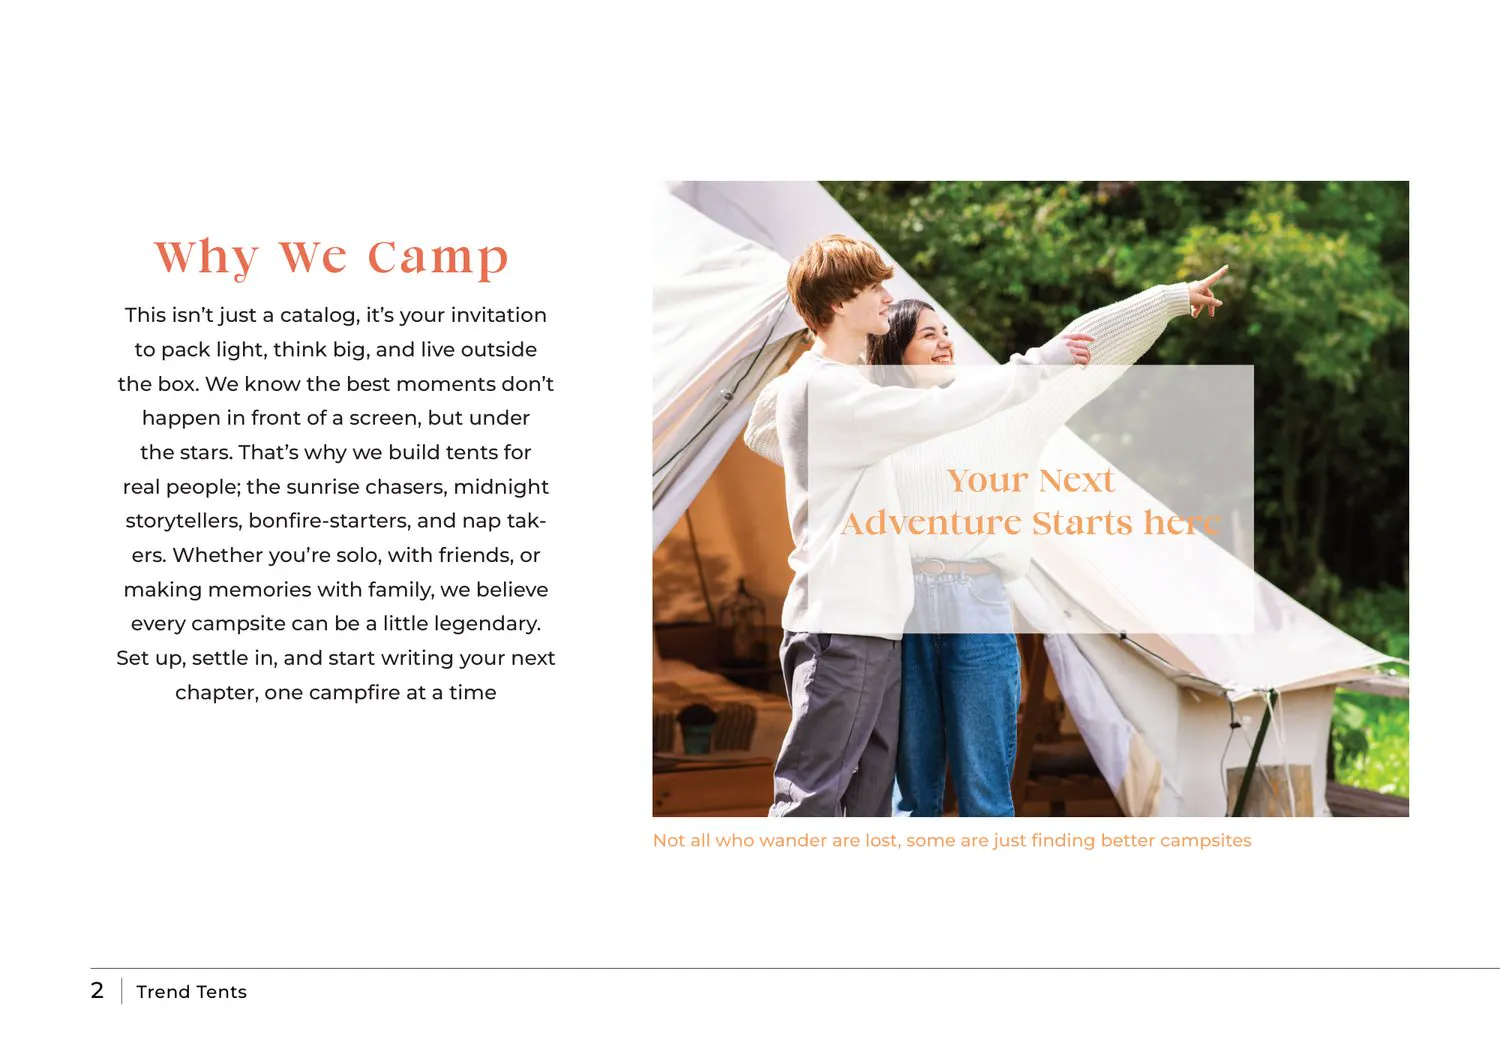 Why We Camp
This isn’t just a catalog, it’s your invitation
to pack light, think big, and live outside
the box. We know the best moments don’t
happen in front of a screen, but under
the stars. That’s why we build tents for
real people; the sunrise chasers, midnight
storytellers, bonfire-starters, and nap tak-
ers. Whether you’re solo, with friends, or
making memories with family, we believe
every campsite can be a little legendary.
Set up, settle in, and start writing your next
chapter, one campfire at a time
Your Next
Adventure Starts here
Not all who wander are lost, some are just finding better campsites
2 | Trend Tents